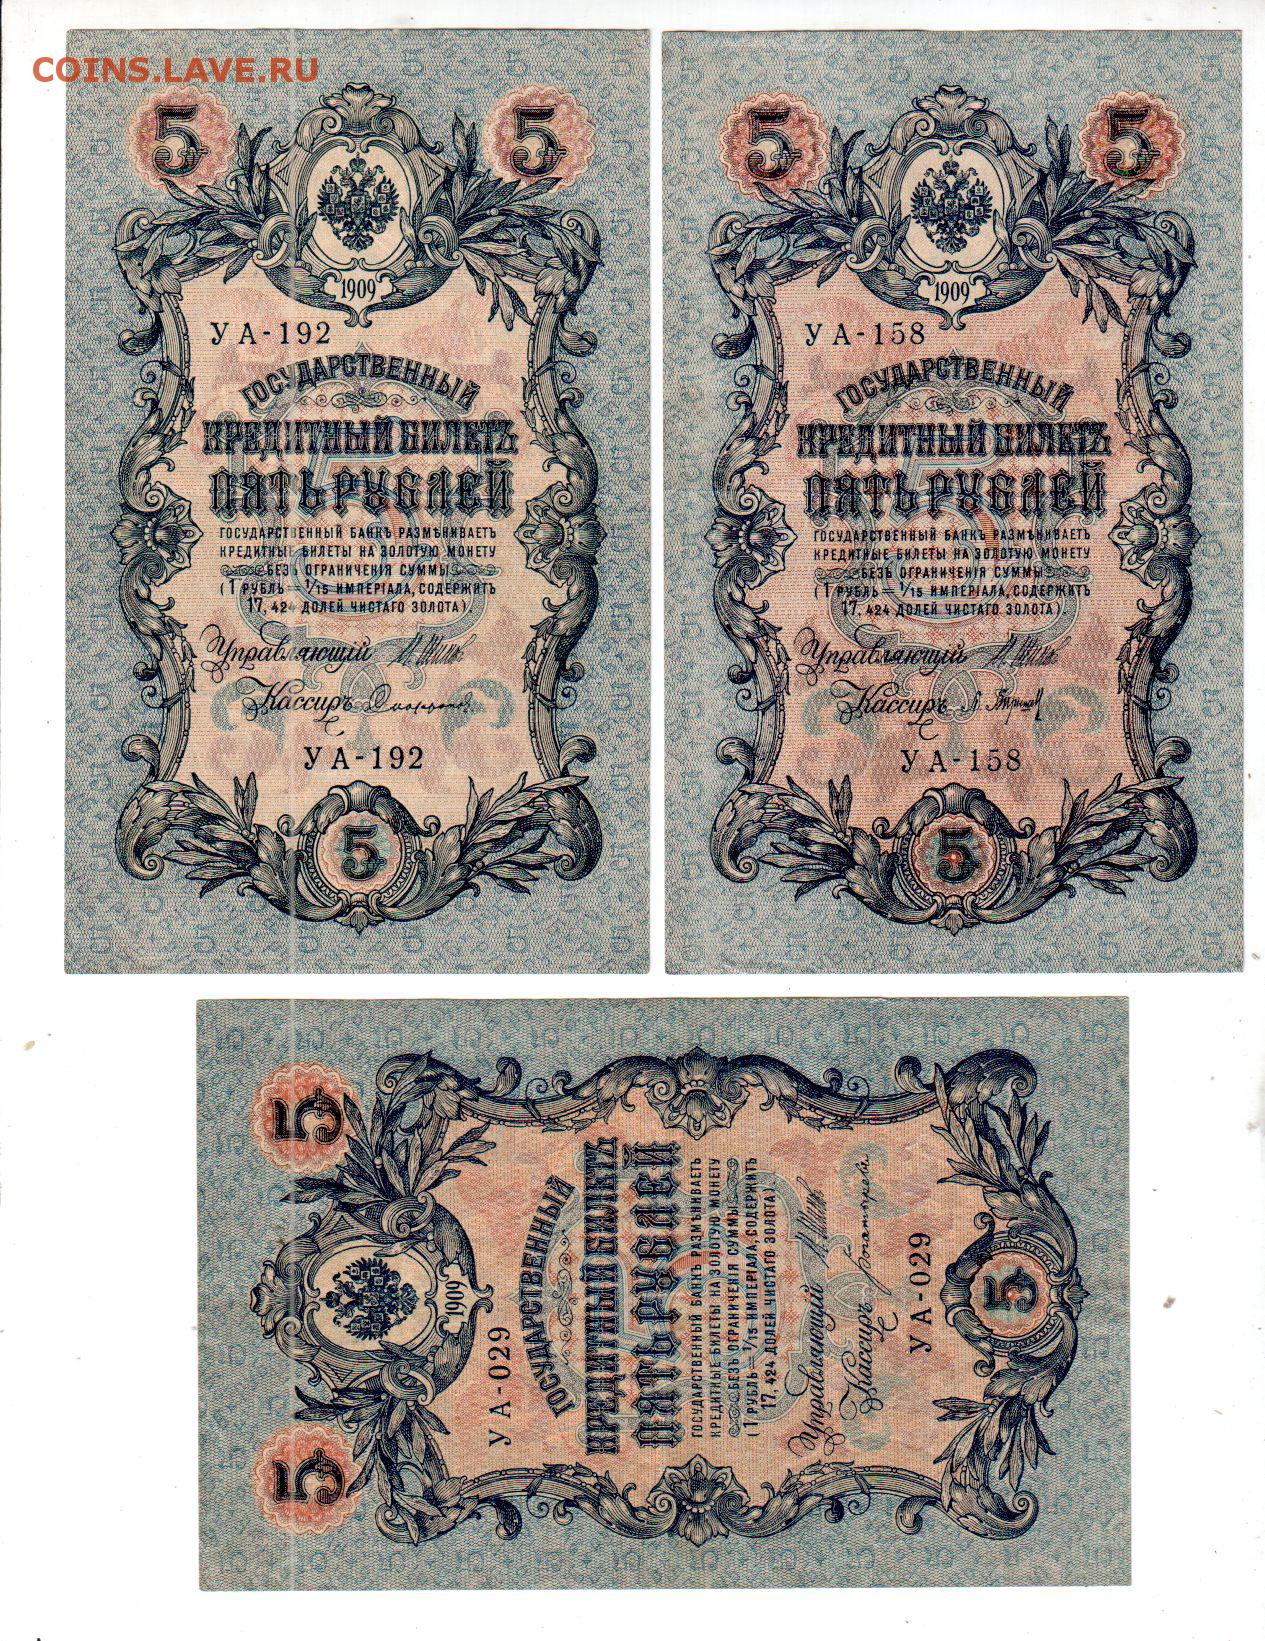 COINS.LAVE.RU
5 5
1909
УА-192
ГОСУДАРСТВЕННЫЙ
КРЕДИТНЫЙ БИЛЕТЪ
ПЯТЬ РУБЛЕЙ
ГОСУДАРСТВЕННЫЙ БАНКЪ РАЗМѢНИВАЕТЪ
КРЕДИТНЫЕ БИЛЕТЫ НА ЗОЛОТУЮ МОНЕТУ
БЕЗЪ ОГРАНИЧЕНІЯ СУММЫ
(1 РУБЛЬ = 1/15 ИМПЕРІАЛА, СОДЕРЖИТЪ
17,424 ДОЛЕЙ ЧИСТАГО ЗОЛОТА).
Управляющій
Кассиръ
УА-192
5
5 5
1909
УА-158
ГОСУДАРСТВЕННЫЙ
КРЕДИТНЫЙ БИЛЕТЪ
ПЯТЬ РУБЛЕЙ
ГОСУДАРСТВЕННЫЙ БАНКЪ РАЗМѢНИВАЕТЪ
КРЕДИТНЫЕ БИЛЕТЫ НА ЗОЛОТУЮ МОНЕТУ
БЕЗЪ ОГРАНИЧЕНІЯ СУММЫ
(1 РУБЛЬ = 1/15 ИМПЕРІАЛА, СОДЕРЖИТЪ
17,424 ДОЛЕЙ ЧИСТАГО ЗОЛОТА).
Управляющій
Кассиръ
УА-158
5
5 5
1909
УА-029
ГОСУДАРСТВЕННЫЙ
КРЕДИТНЫЙ БИЛЕТЪ
ПЯТЬ РУБЛЕЙ
ГОСУДАРСТВЕННЫЙ БАНКЪ РАЗМѢНИВАЕТЪ
КРЕДИТНЫЕ БИЛЕТЫ НА ЗОЛОТУЮ МОНЕТУ
БЕЗЪ ОГРАНИЧЕНІЯ СУММЫ
(1 РУБЛЬ = 1/15 ИМПЕРІАЛА, СОДЕРЖИТЪ
17,424 ДОЛЕЙ ЧИСТАГО ЗОЛОТА).
Управляющій
Кассиръ
УА-029
5